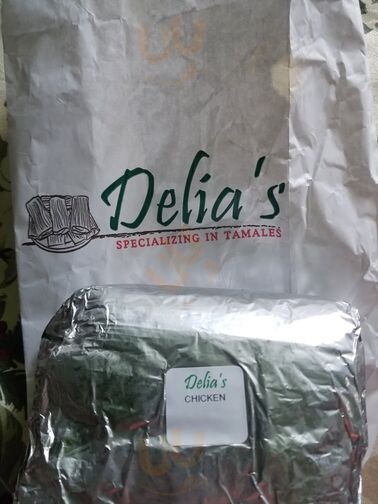 Delia's
SPECIALIZING IN TAMALES
Delia's
CHICKEN